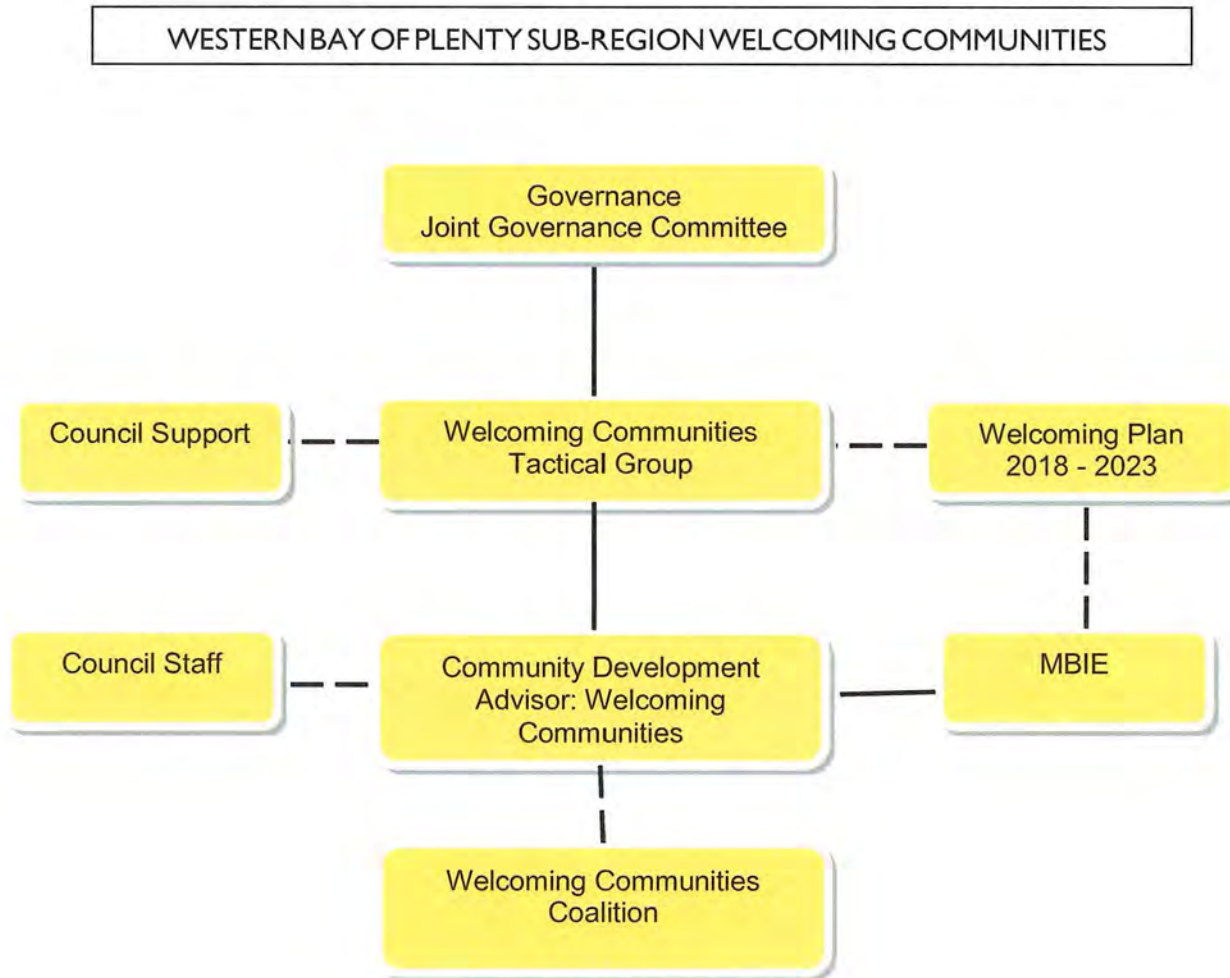 WESTERN BAY OF PLENTY SUB-REGION WELCOMING COMMUNITIES
Governance
Joint Governance Committee
Council Support
Welcoming Communities
Tactical Group
Welcoming Plan
2018 - 2023
Council Staff
Community Development
Advisor: Welcoming
Communities
MBIE
Welcoming Communities
Coalition